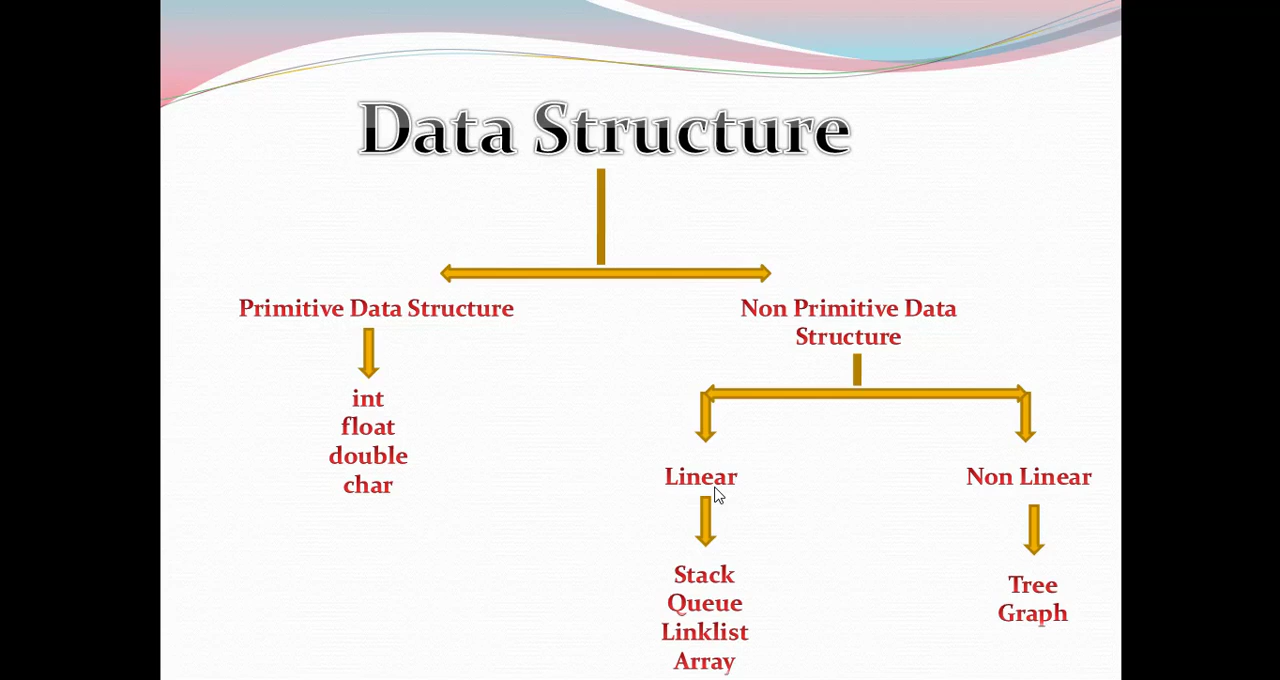 Data Structure
Primitive Data Structure
Non Primitive Data
Structure
int
float
double
char
Linear
Non Linear
Stack
Queue
Linklist
Array
Tree
Graph